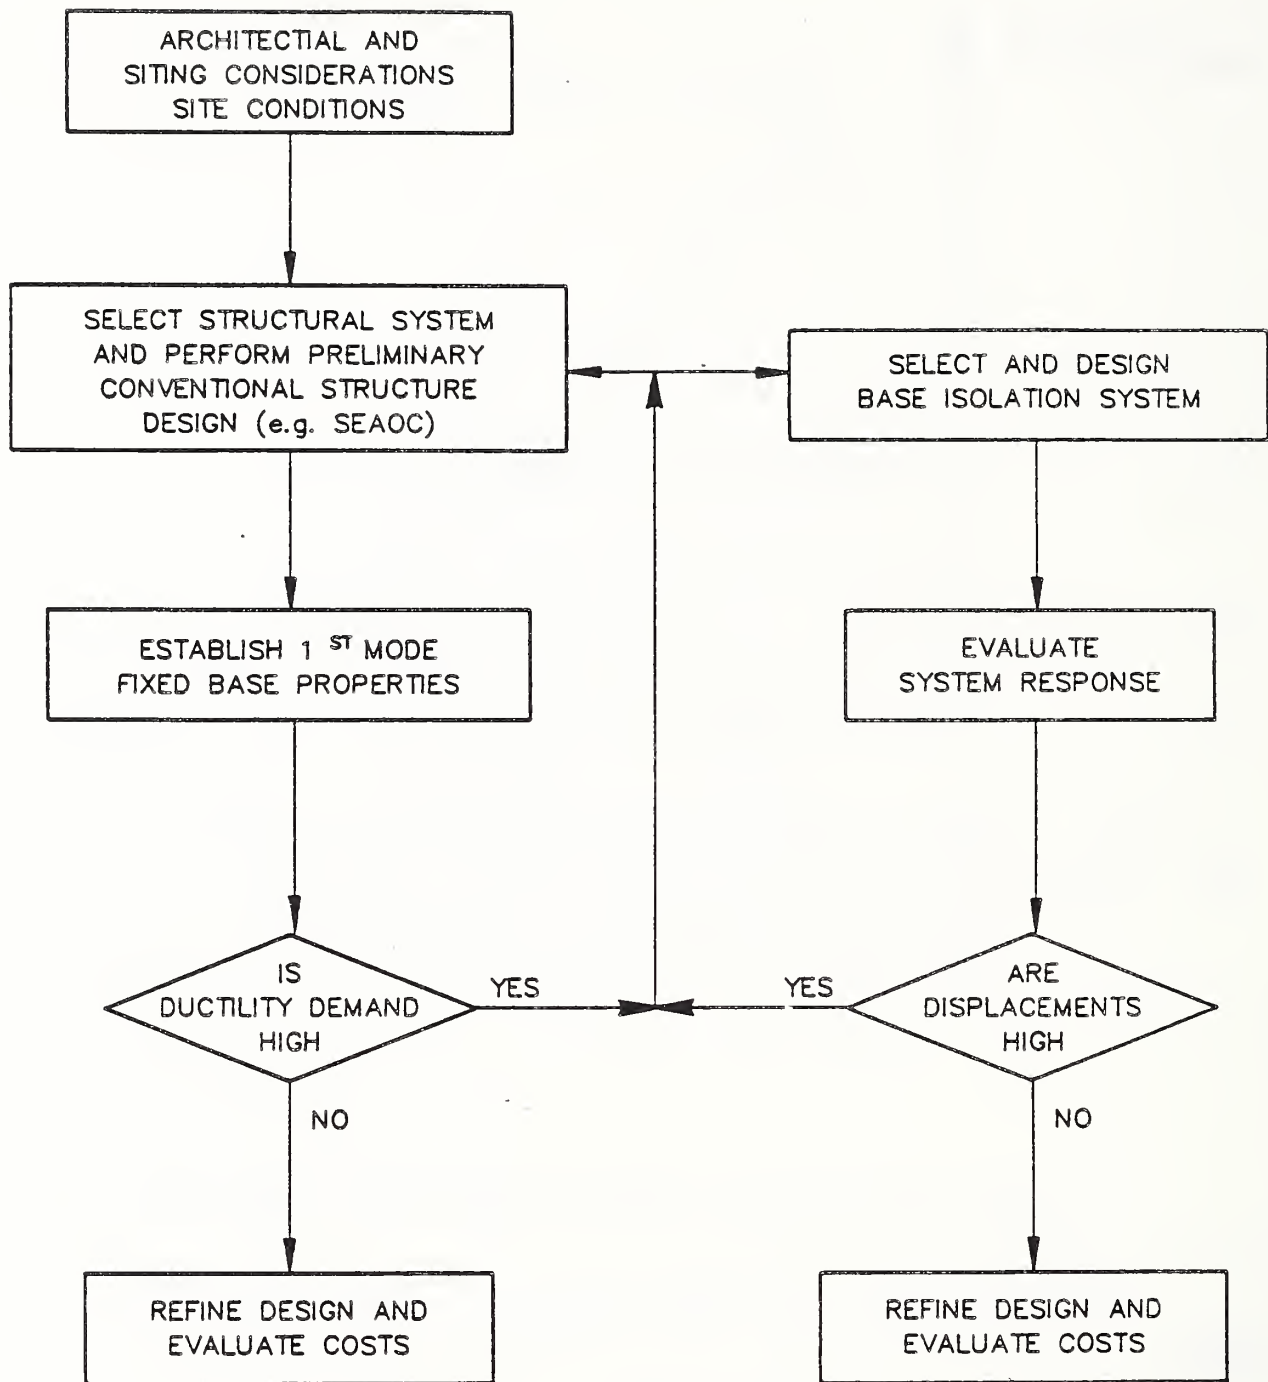 ARCHITECTIAL AND
SITING CONSIDERATIONS
SITE CONDITIONS
SELECT STRUCTURAL SYSTEM
AND PERFORM PRELIMINARY
CONVENTIONAL STRUCTURE
DESIGN (e.g. SEAOC)
SELECT AND DESIGN
BASE ISOLATION SYSTEM
ESTABLISH 1 ST MODE
FIXED BASE PROPERTIES
EVALUATE
SYSTEM RESPONSE
IS
DUCTILITY DEMAND
HIGH
YES
YES
ARE
DISPLACEMENTS
HIGH
NO
NO
REFINE DESIGN AND
EVALUATE COSTS
REFINE DESIGN AND
EVALUATE COSTS